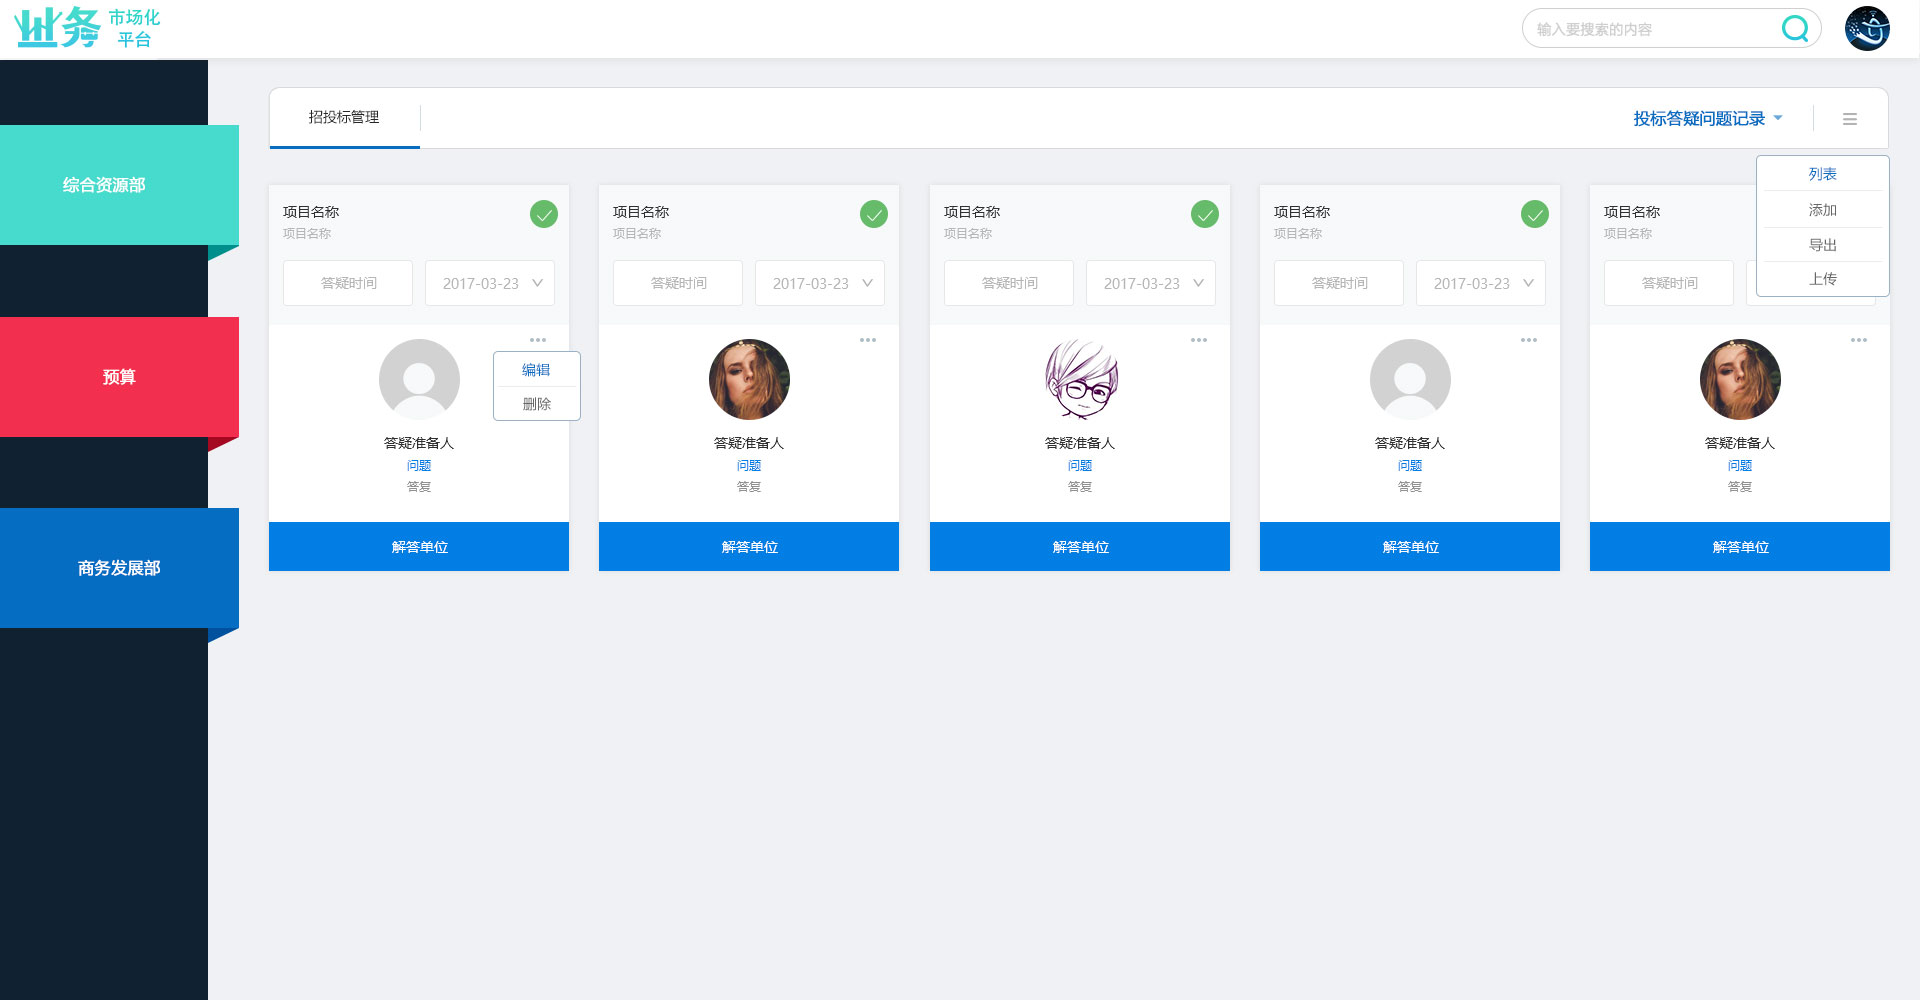 业务
市场化
平台
输入要搜索的内容
综合资源部
预算
商务发展部
招投标管理
投标答疑问题记录
列表
添加
导出
上传
项目名称
项目名称
答疑时间
2017-03-23
编辑
删除
答疑准备人
问题
答复
解答单位
项目名称
项目名称
答疑时间
2017-03-23
答疑准备人
问题
答复
解答单位
项目名称
项目名称
答疑时间
2017-03-23
答疑准备人
问题
答复
解答单位
项目名称
项目名称
答疑时间
2017-03-23
答疑准备人
问题
答复
解答单位
项目名称
项目名称
答疑时间
答疑准备人
问题
答复
解答单位